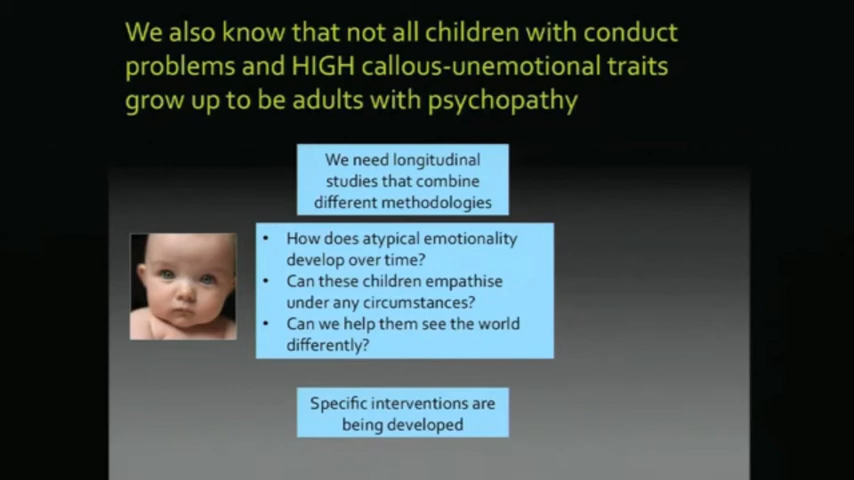 We also know that not all children with conduct
problems and HIGH callous-unemotional traits
grow up to be adults with psychopathy
We need longitudinal
studies that combine
different methodologies
• How does atypical emotionality
develop over time?
• Can these children empathise
under any circumstances?
• Can we help them see the world
differently?
Specific interventions are
being developed